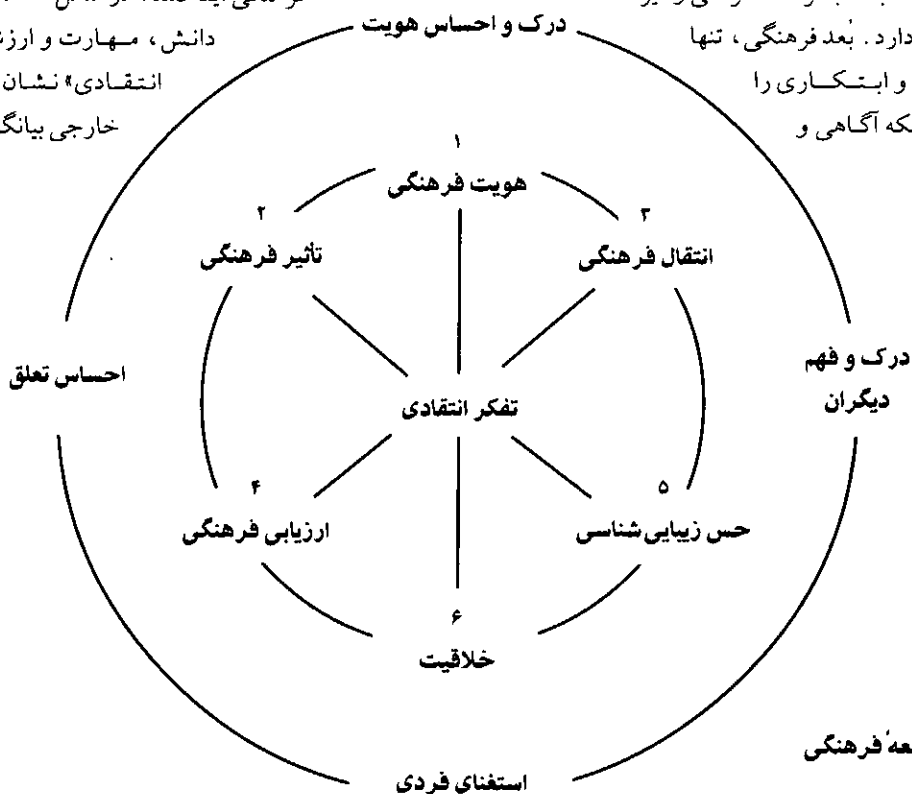 درک و احساس هویت
دارد. بُعد فرهنگی، تنها
و ابتکاری را
که آگاهی و
دانش، مهارت و ارزش
انتقادی» نشان
خارجی بیانگ
۱
هویت فرهنگی
۲
تأثیر فرهنگی
۳
انتقال فرهنگی
احساس تعلق
درک و فهم
دیگران
تفکر انتقادی
۴
ارزیابی فرهنگی
۵
حس زیبایی‌شناسی
۶
خلاقیت
عهٔ فرهنگی
استغنای فردی